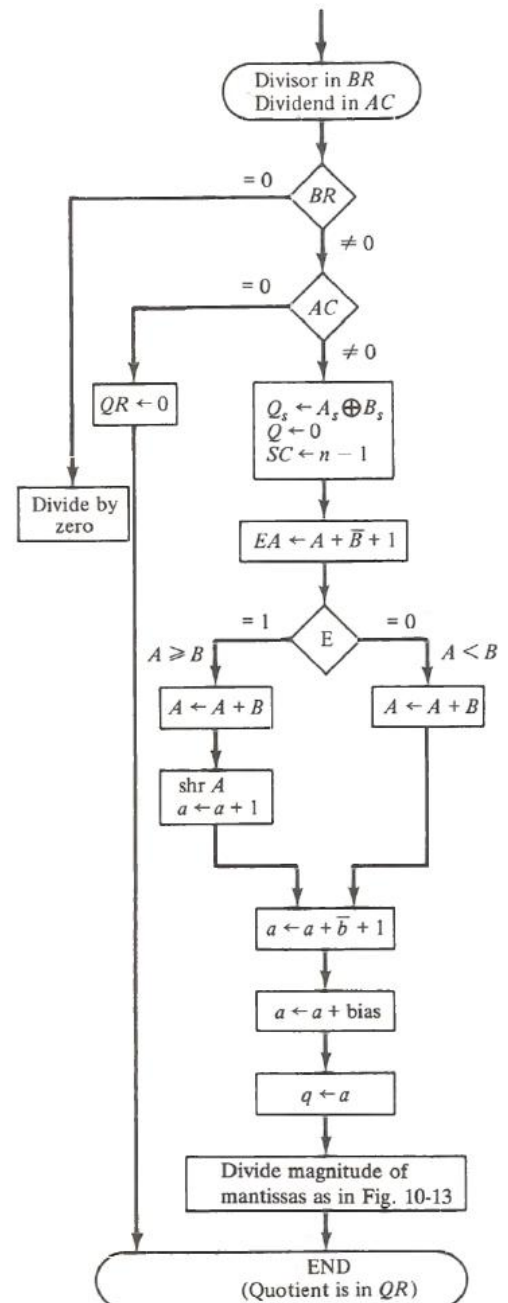 Divisor in BR
Dividend in AC
= 0
BR
≠ 0
= 0
AC
≠ 0
QR ← 0
Qs ← As ⊕ Bs
Q ← 0
SC ← n − 1
Divide by
zero
EA ← A + B̅ + 1
= 1
E
= 0
A ⩾ B
A < B
A ← A + B
A ← A + B
shr A
a ← a + 1
a ← a + b̅ + 1
a ← a + bias
q ← a
Divide magnitude of
mantissas as in Fig. 10-13
END
(Quotient is in QR)